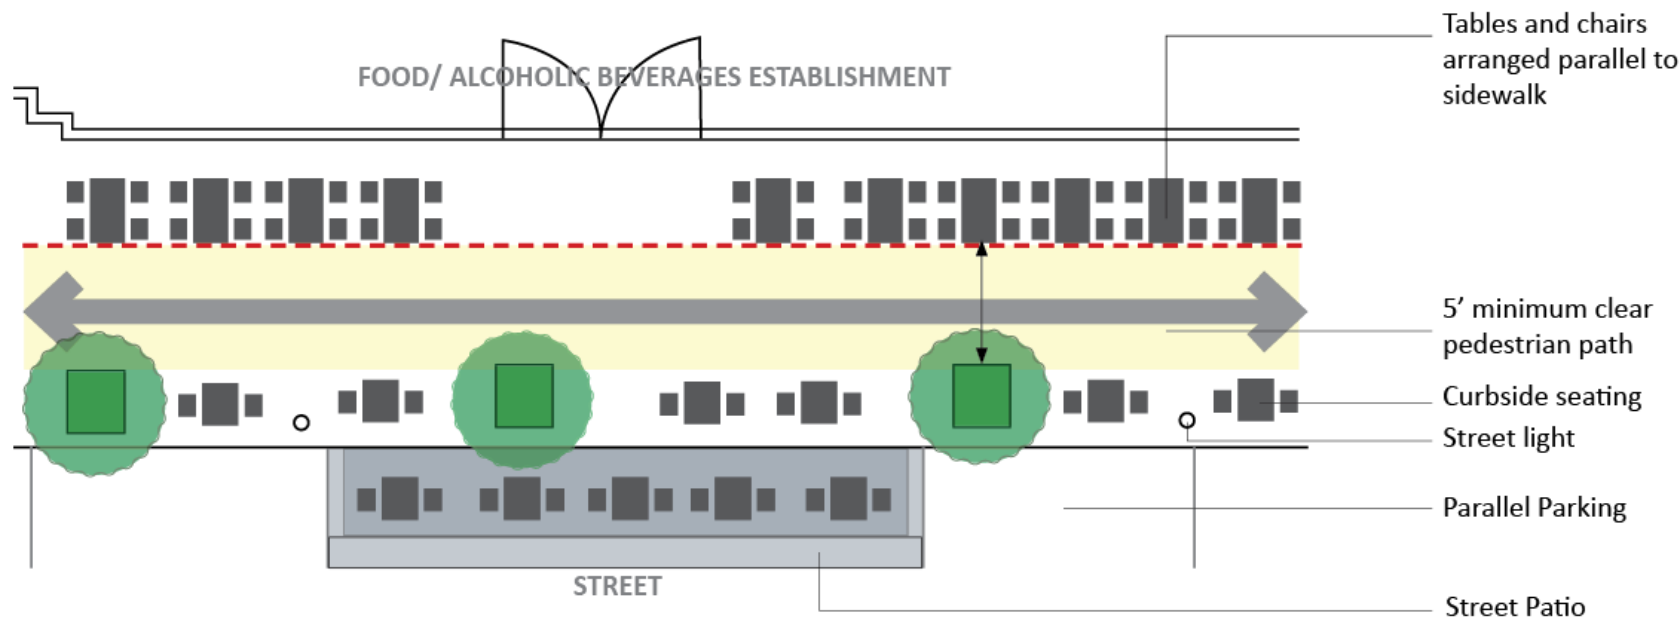 Tables and chairs
arranged parallel to
sidewalk
FOOD/ ALCOHOLIC BEVERAGES ESTABLISHMENT
5’ minimum clear
pedestrian path
Curbside seating
Street light
Parallel Parking
STREET
Street Patio